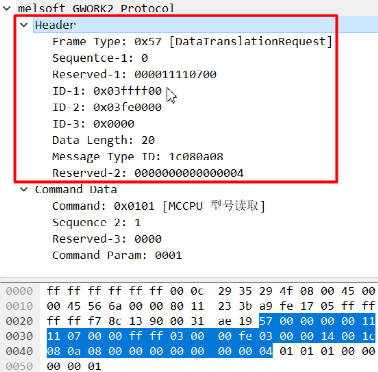 melsoft GWORK2 Protocol
Header
Frame Type: 0x57 [DataTranslationRequest]
Sequentce-1: 0
Reserved-1: 000011110700
ID-1: 0x03ffff00
ID-2: 0x03fe0000
ID-3: 0x0000
Data Length: 20
Message Type ID: 1c080a08
Reserved-2: 0000000000000004
Command Data
Command: 0x0101 [MCCPU 型号读取]
Sequence-2: 1
Reserved-3: 0000
Command Param: 0001
0000 ff ff ff ff ff ff 00 0c 29 35 29 4f 08 00 45 00
0010 00 45 56 6a 00 00 80 11 23 3b a9 fe 17 05 ff ff
0020 ff ff f7 8c 13 90 00 31 ae 19 57 00 00 00 00 11
0030 11 07 00 00 ff ff 03 00 00 fe 03 00 00 14 00 1c
0040 08 0a 08 00 00 00 00 00 00 00 04 01 01 01 00 00
0050 00 00 01